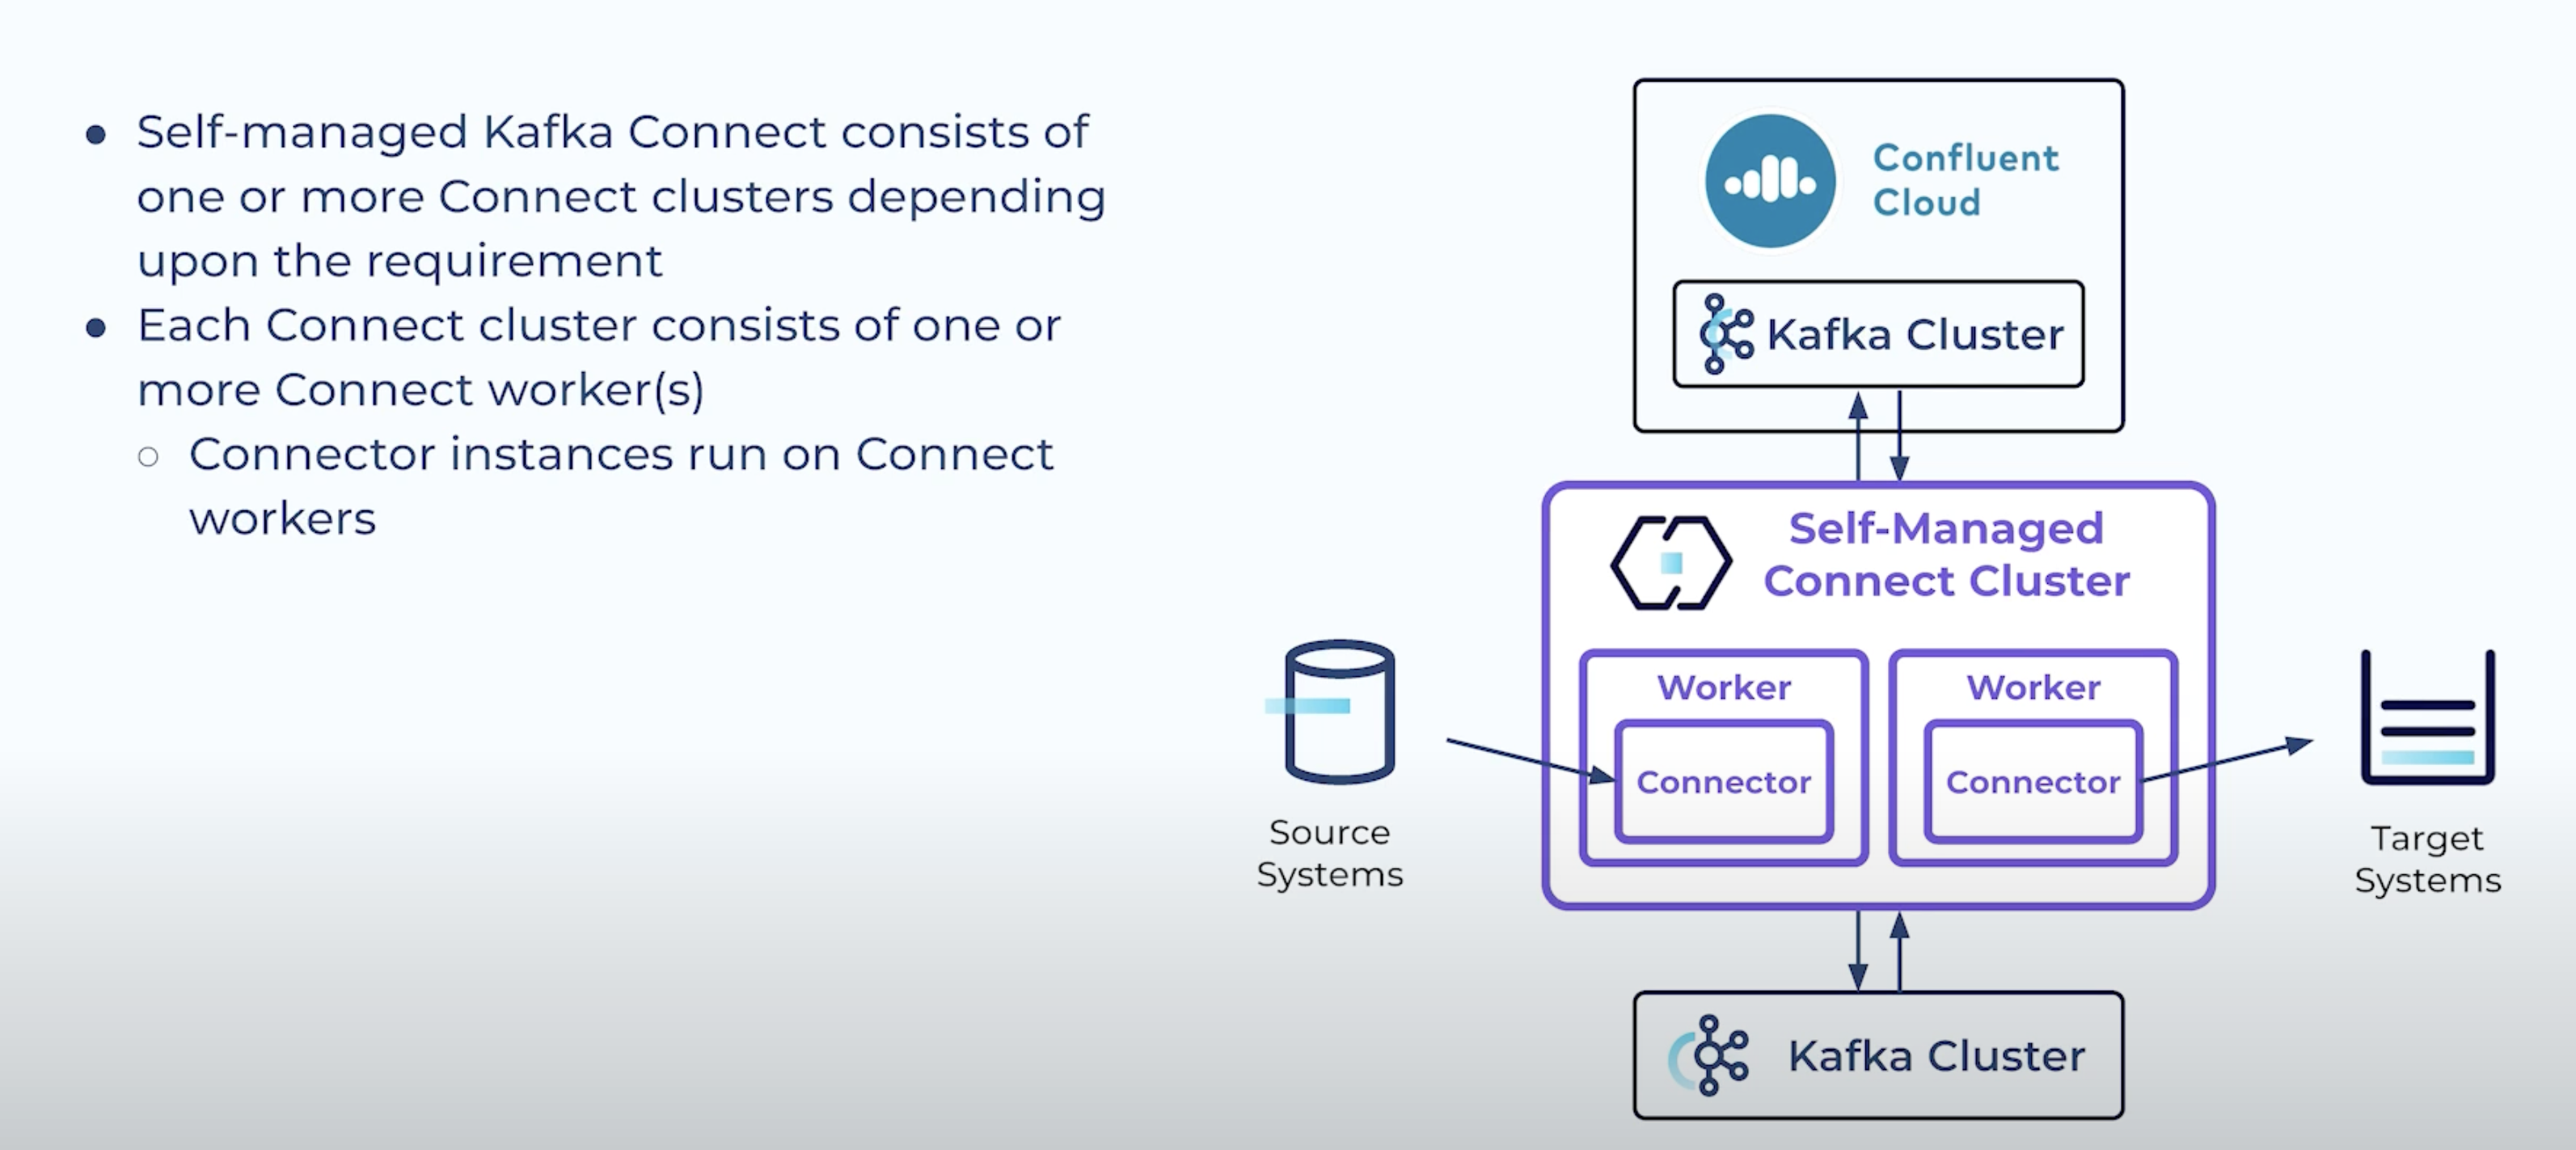 Self-managed Kafka Connect consists of
one or more Connect clusters depending
upon the requirement
Each Connect cluster consists of one or
more Connect worker(s)
Connector instances run on Connect
workers
Confluent
Cloud
Kafka Cluster
Self-Managed
Connect Cluster
Worker
Connector
Worker
Connector
Source
Systems
Target
Systems
Kafka Cluster